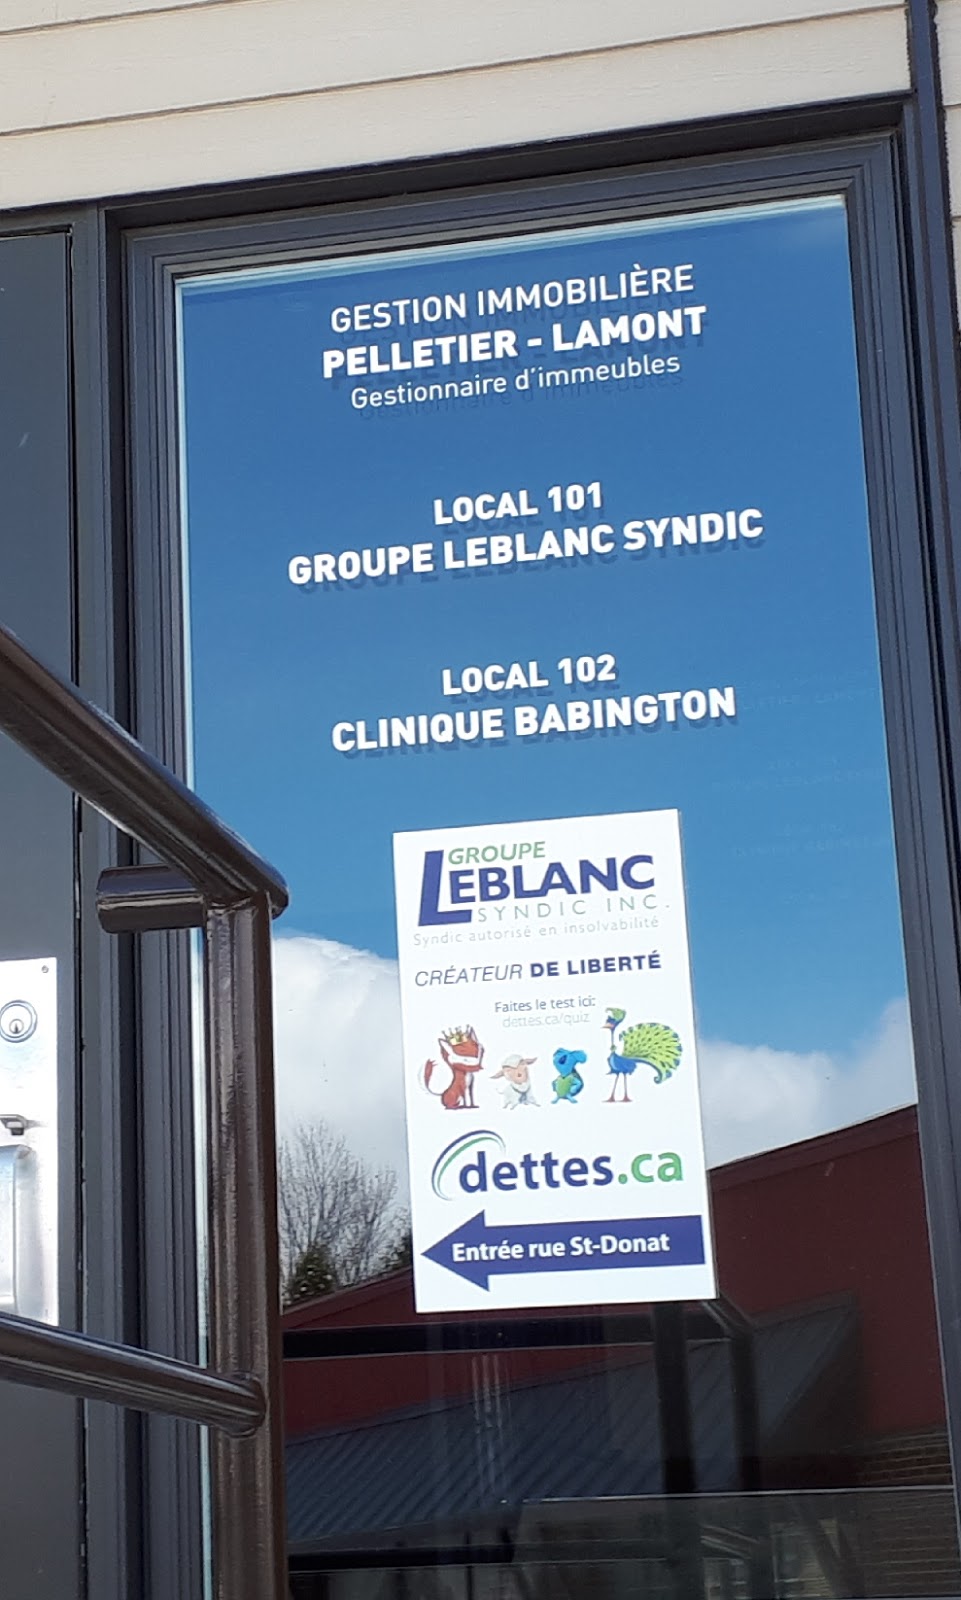 GESTION IMMOBILIÈRE
PELLETIER - LAMONT
Gestionnaire d'immeubles
LOCAL 101
GROUPE LEBLANC SYNDIC
LOCAL 102
CLINIQUE BABINGTON
GROUPE
LEBLANC
SYNDIC INC.
Syndic autorisé en insolvabilité
CRÉATEUR DE LIBERTÉ
Faites le test ici:
dettes.ca/quiz
dettes.ca
Entrée rue St-Donat